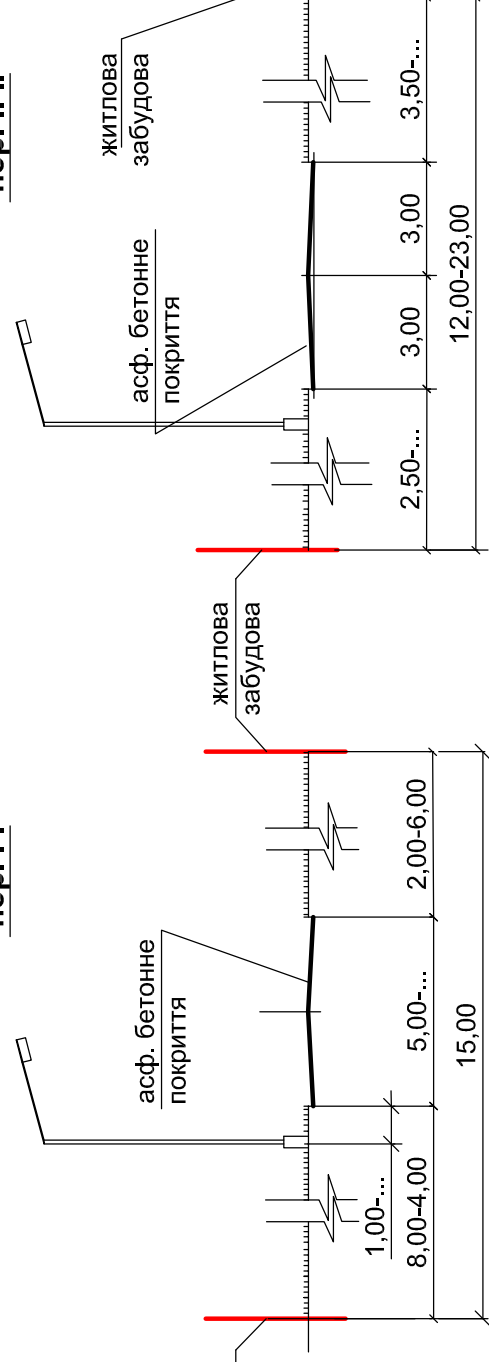 асф. бетонне
покриття
житлова
забудова
1,00-...
8,00-4,00
5,00-...
2,00-6,00
15,00
асф. бетонне
покриття
житлова
забудова
2,50-...
3,00
3,00
3,50-...
12,00-23,00